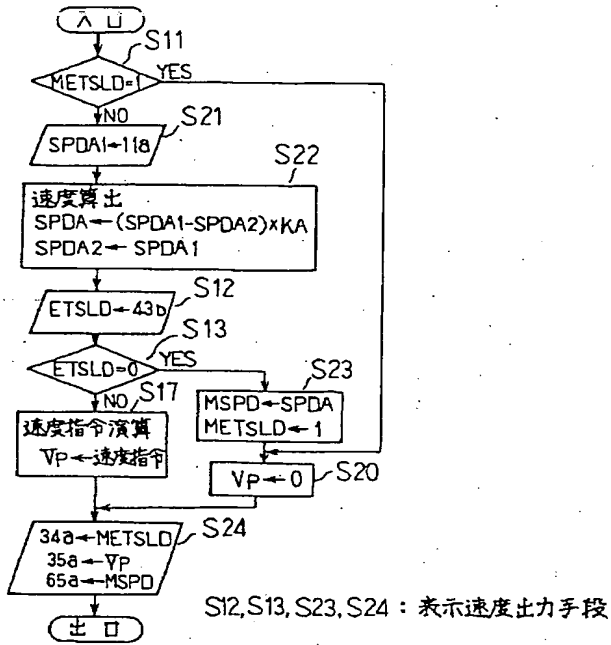 入口
S11
METSLD=1
YES
NO
S21
SPDA1←11a
S22
速度算出
SPDA←(SPDA1-SPDA2)×KA
SPDA2←SPDA1
S12
ETSLD←43b
S13
ETSLD=0
YES
NO
S17
速度指令演算
VP←速度指令
S23
MSPD←SPDA
METSLD←1
VP←0
S20
S24
34a←METSLD
35a←VP
65a←MSPD
出口
S12,S13,S23,S24：表示速度出力手段